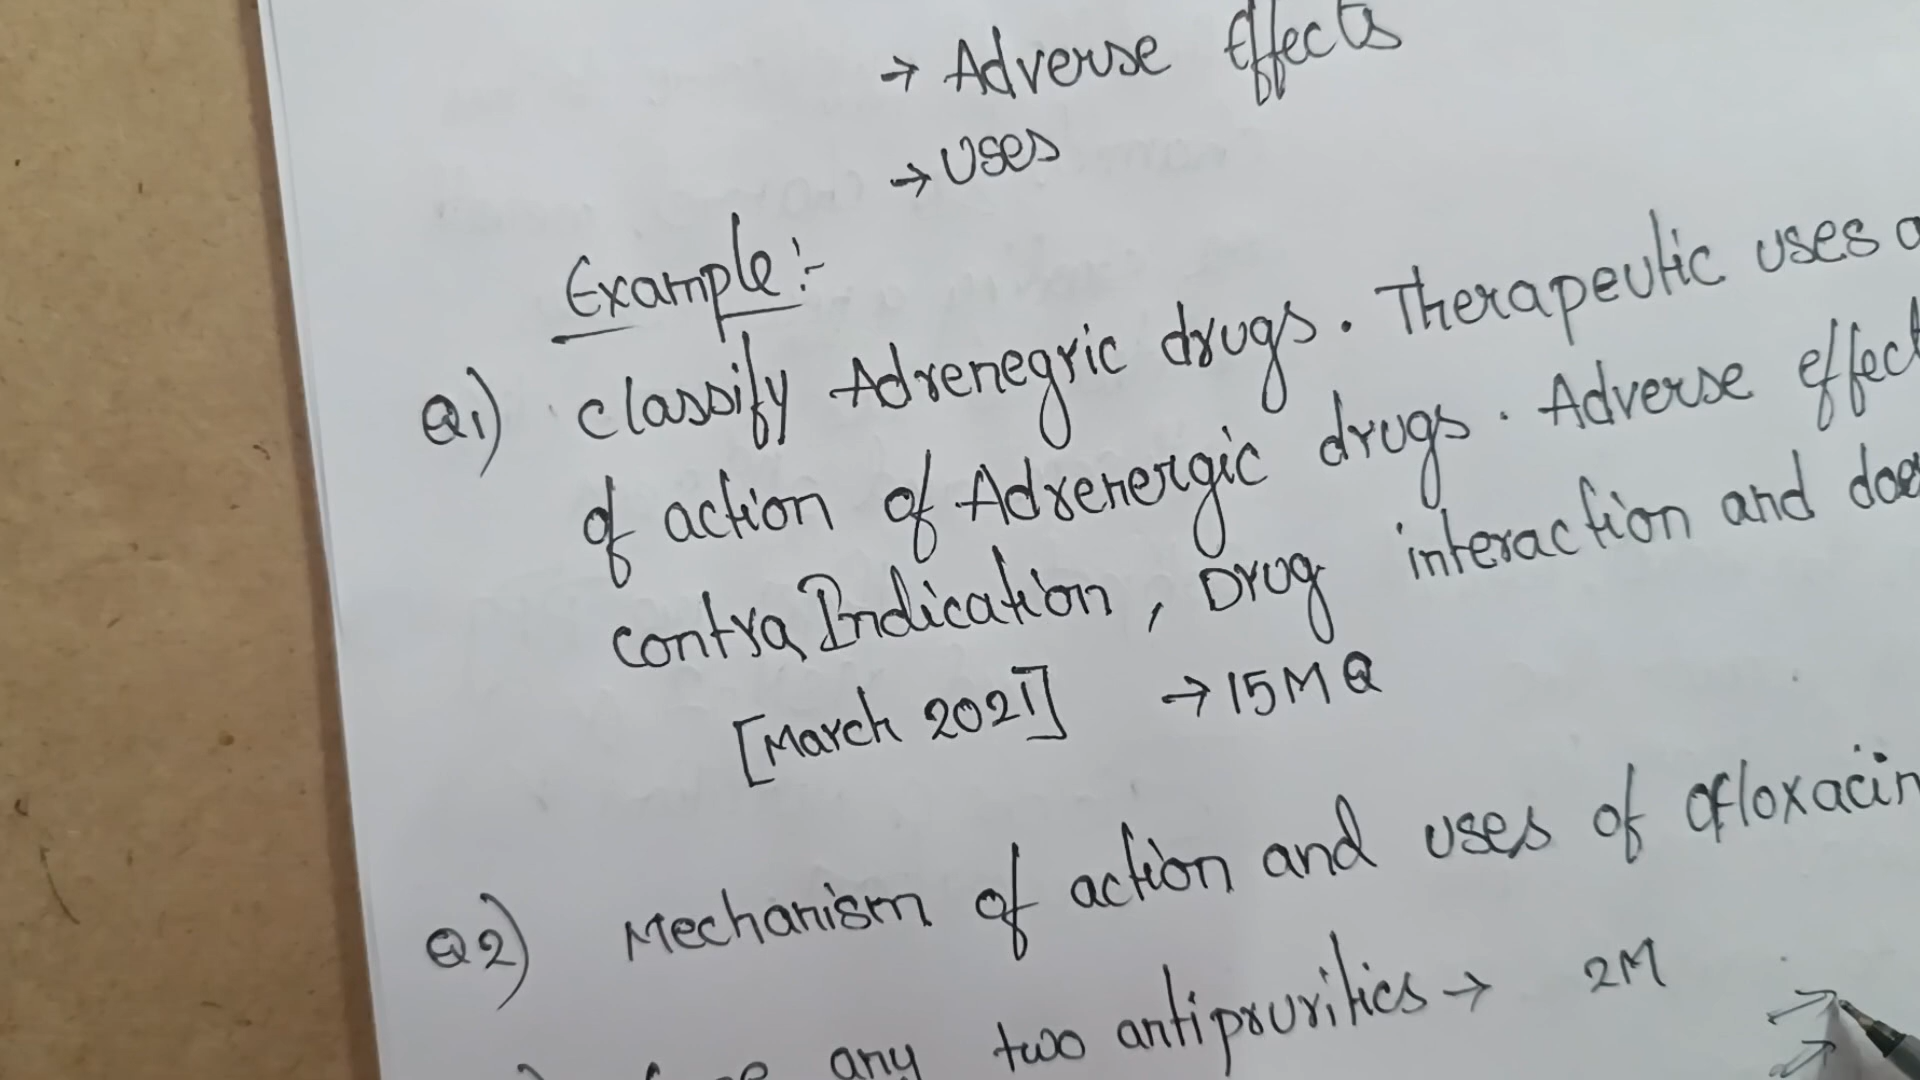 → Adverse Effects
→ Uses
Example:-
Q1) classify Adrenegric drugs. Therapeutic uses
of action of Adrenergic drugs. Adverse effect
contra Indication, Drug interaction and
[March 2021] → 15M Q
Q2) Mechanism of action and uses of ofloxacin
any two antipruritics → 2M